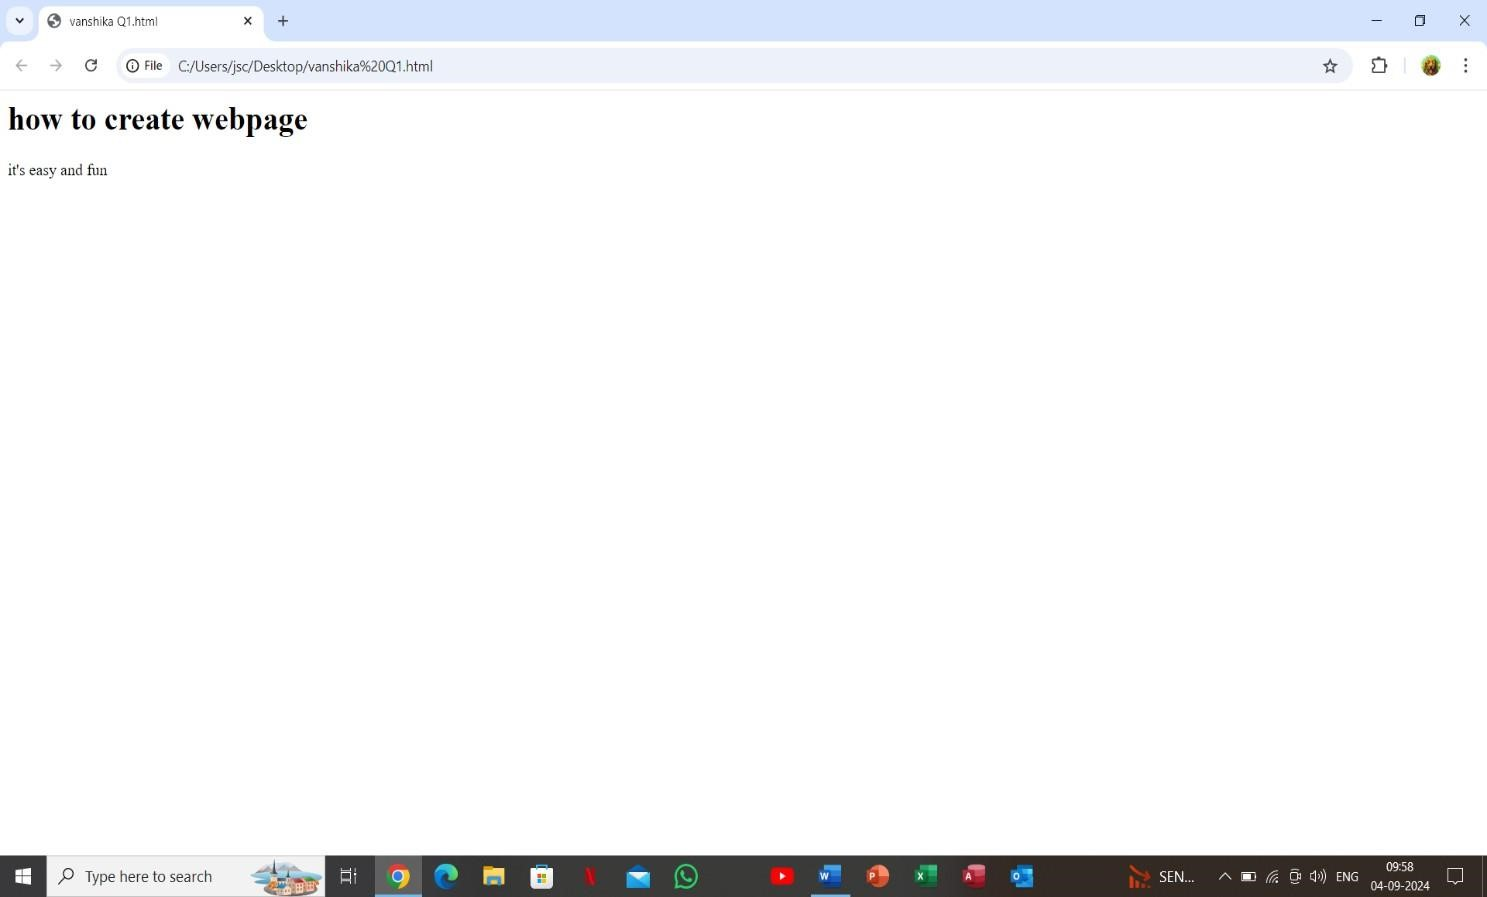 vanshika Q1.html
File C:/Users/jsc/Desktop/vanshika%20Q1.html
how to create webpage
it's easy and fun
Type here to search
SEN...
ENG
09:58
04-09-2024